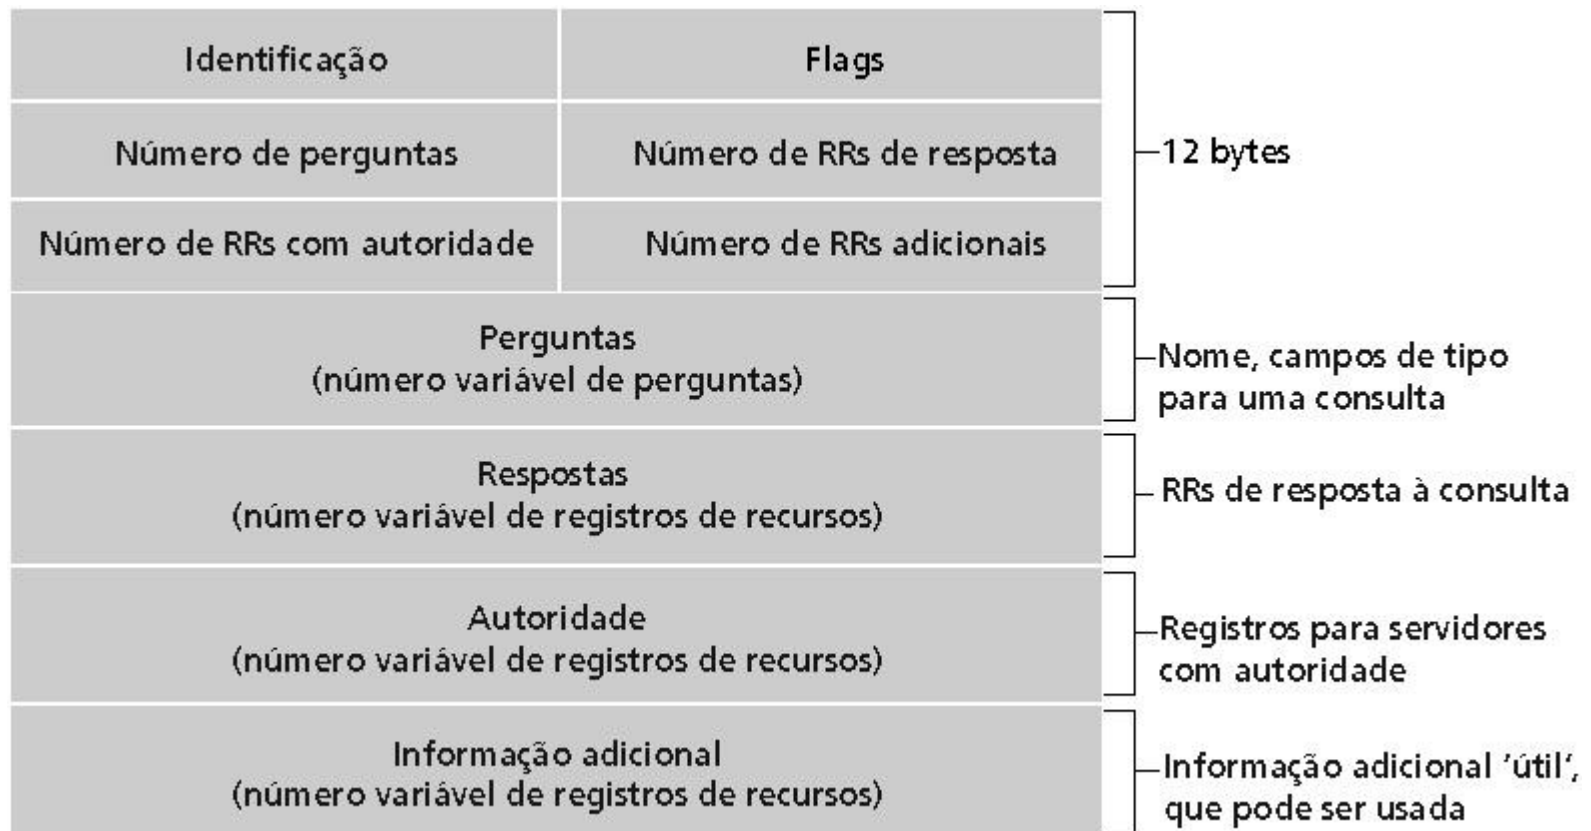 Identificação
Flags
Número de perguntas
Número de RRs de resposta
12 bytes
Número de RRs com autoridade
Número de RRs adicionais
Perguntas
(número variável de perguntas)
Nome, campos de tipo
para uma consulta
Respostas
(número variável de registros de recursos)
RRs de resposta à consulta
Autoridade
(número variável de registros de recursos)
Registros para servidores
com autoridade
Informação adicional
(número variável de registros de recursos)
Informação adicional ‘útil’,
que pode ser usada